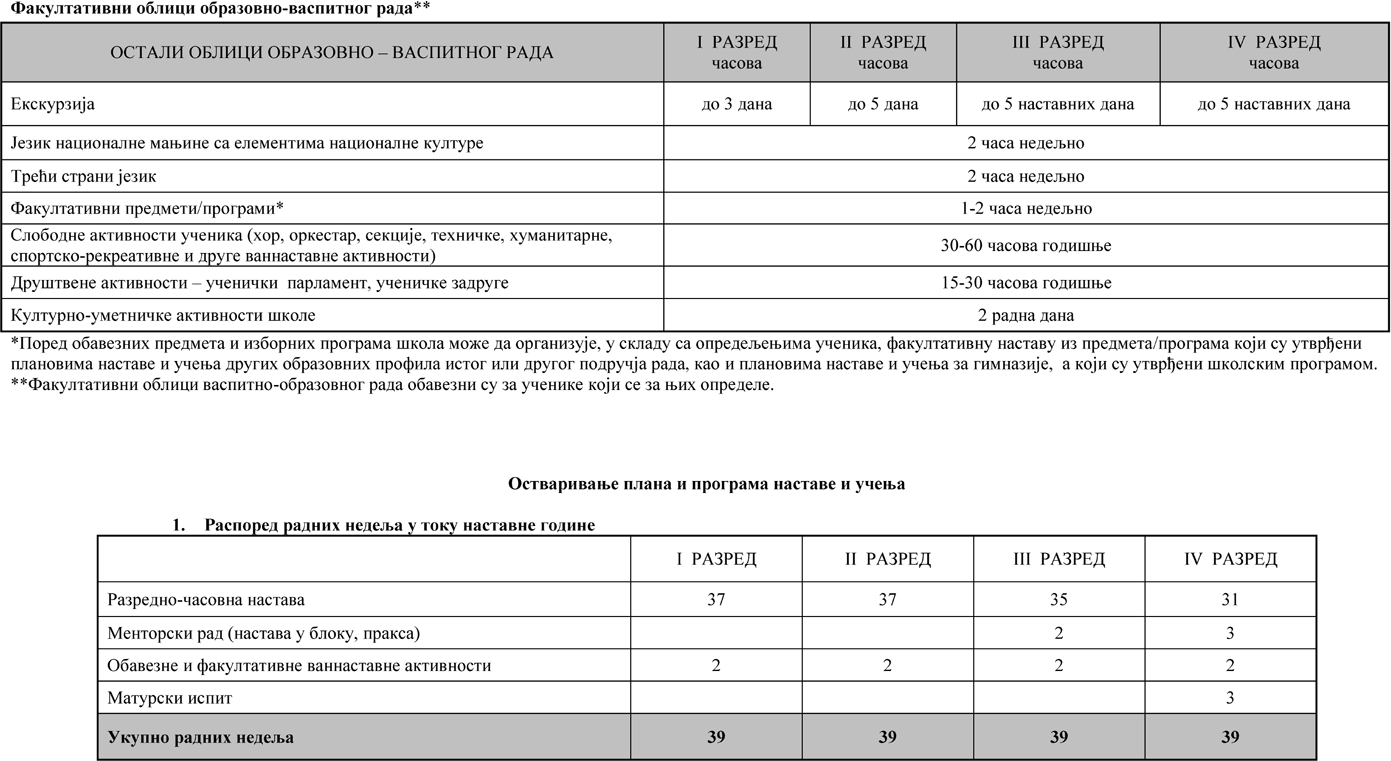 Факултативни облици образовно-васпитног рада**
ОСТАЛИ ОБЛИЦИ ОБРАЗОВНО – ВАСПИТНОГ РАДА I РАЗРЕД часова II РАЗРЕД часова III РАЗРЕД часова IV РАЗРЕД часова
Екскурзија до 3 дана до 5 дана до 5 наставних дана до 5 наставних дана
Језик националне мањине са елементима националне културе 2 часа недељно
Трећи страни језик 2 часа недељно
Факултативни предмети/програми* 1-2 часа недељно
Слободне активности ученика (хор, оркестар, секције, техничке, хуманитарне,
спортско-рекреативне и друге ваннаставне активности) 30-60 часова годишње
Друштвене активности – ученички парламент, ученичке задруге 15-30 часова годишње
Културно-уметничке активности школе 2 радна дана
*Поред обавезних предмета и изборних програма школа може да организује, у складу са опредељењима ученика, факултативну наставу из предмета/програма који су утврђени
плановима наставе и учења других образовних профила истог или другог подручја рада, као и плановима наставе и учења за гимназије, а који су утврђени школским програмом.
**Факултативни облици васпитно-образовног рада обавезни су за ученике који се за њих определе.
Остваривање плана и програма наставе и учења
1. Распоред радних недеља у току наставне године
I РАЗРЕД II РАЗРЕД III РАЗРЕД IV РАЗРЕД
Разредно-часовна настава 37 37 35 31
Менторски рад (настава у блоку, пракса) 2 3
Обавезне и факултативне ваннаставне активности 2 2 2 2
Матурски испит 3
Укупно радних недеља 39 39 39 39